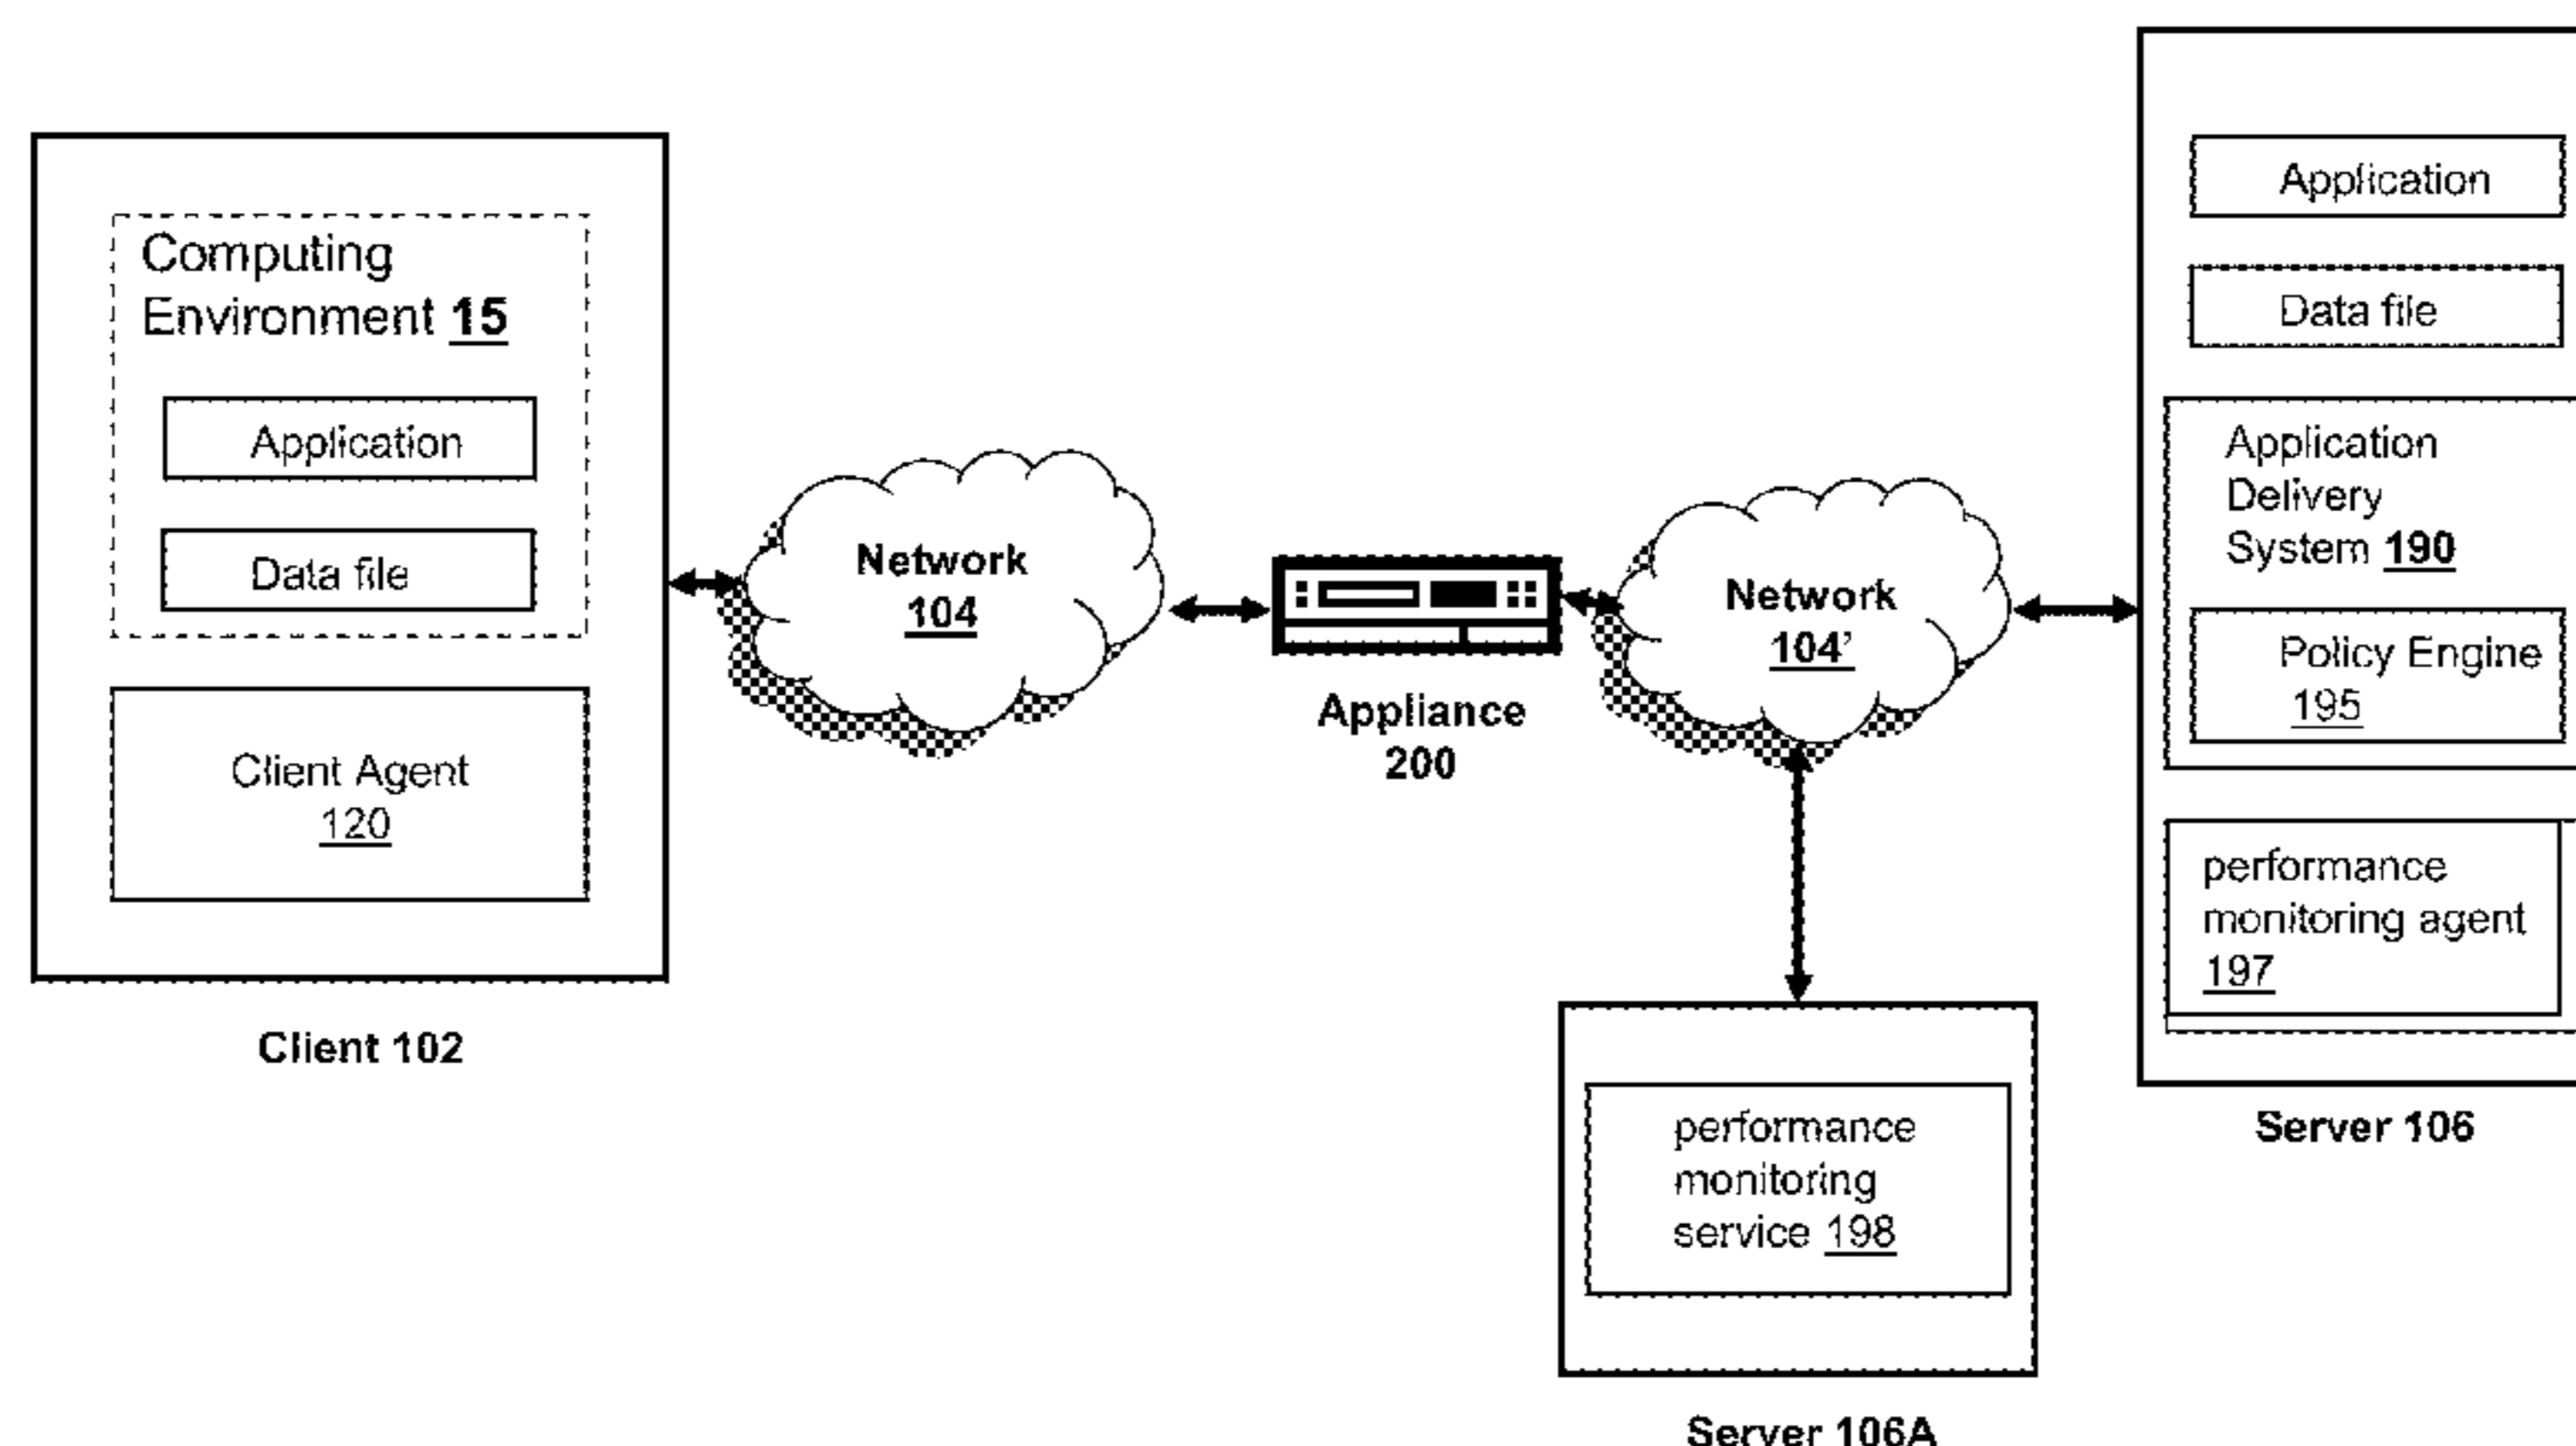 Computing
Environment 15
Application
Data file
Client Agent
120
Client 102
Network
104
Appliance
200
Network
104’
performance
monitoring
service 198
Server 106A
Application
Data file
Application
Delivery
System 190
Policy Engine
195
performance
monitoring agent
197
Server 106